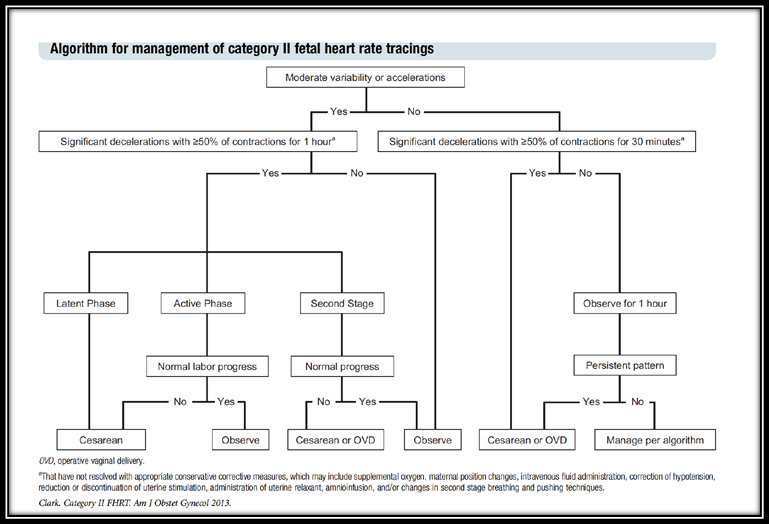 Algorithm for management of category II fetal heart rate tracings
Moderate variability or accelerations
Yes No
Significant decelerations with ≥50% of contractions for 1 hourᵃ
Significant decelerations with ≥50% of contractions for 30 minutesᵃ
Yes No
Yes No
Latent Phase
Active Phase
Second Stage
Observe for 1 hour
Normal labor progress
Normal progress
Persistent pattern
No Yes
No Yes
Yes No
Cesarean
Observe
Cesarean or OVD
Observe
Cesarean or OVD
Manage per algorithm
OVD, operative vaginal delivery.
ᵃThat have not resolved with appropriate conservative corrective measures, which may include supplemental oxygen, maternal position changes, intravenous fluid administration, correction of hypotension,
reduction or discontinuation of uterine stimulation, administration of uterine relaxant, amnioinfusion, and/or changes in second stage breathing and pushing techniques.
Clark. Category II FHRT. Am J Obstet Gynecol 2013.